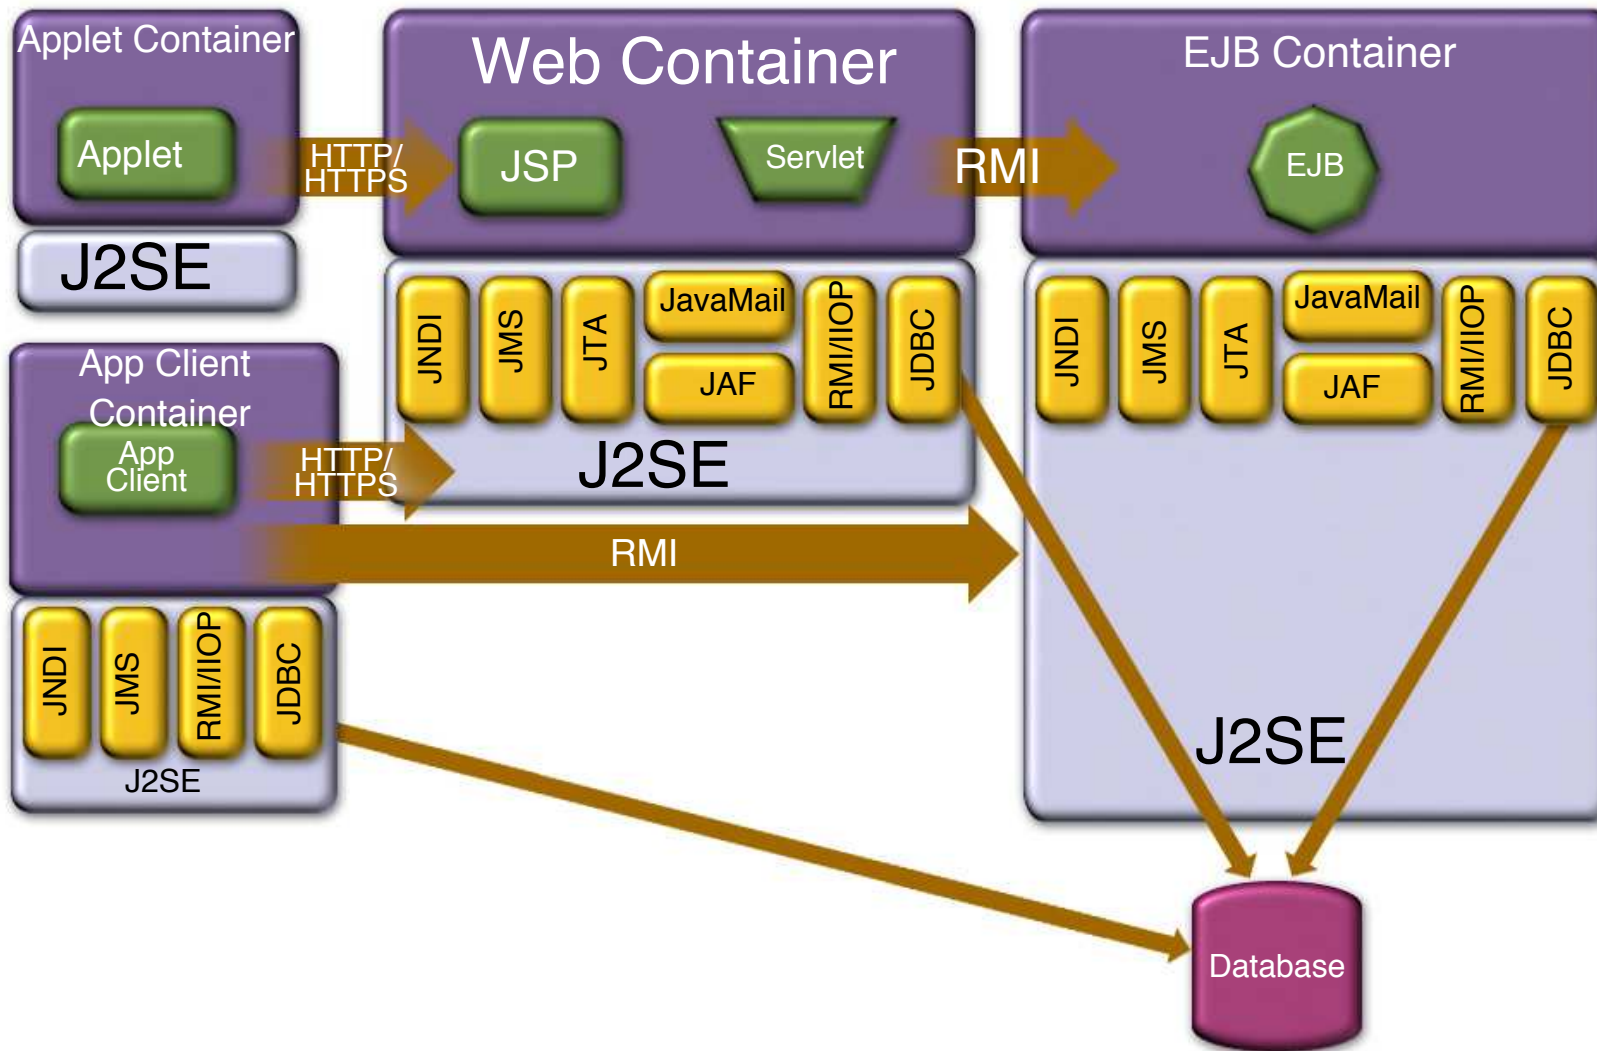 Applet Container
Applet
HTTP/
HTTPS
J2SE
Web Container
JSP
Servlet
RMI
JNDI
JMS
JTA
JavaMail
JAF
RMI/IIOP
JDBC
J2SE
EJB Container
EJB
JNDI
JMS
JTA
JavaMail
JAF
RMI/IIOP
JDBC
J2SE
App Client
Container
App
Client
HTTP/
HTTPS
RMI
JNDI
JMS
RMI/IIOP
JDBC
J2SE
Database